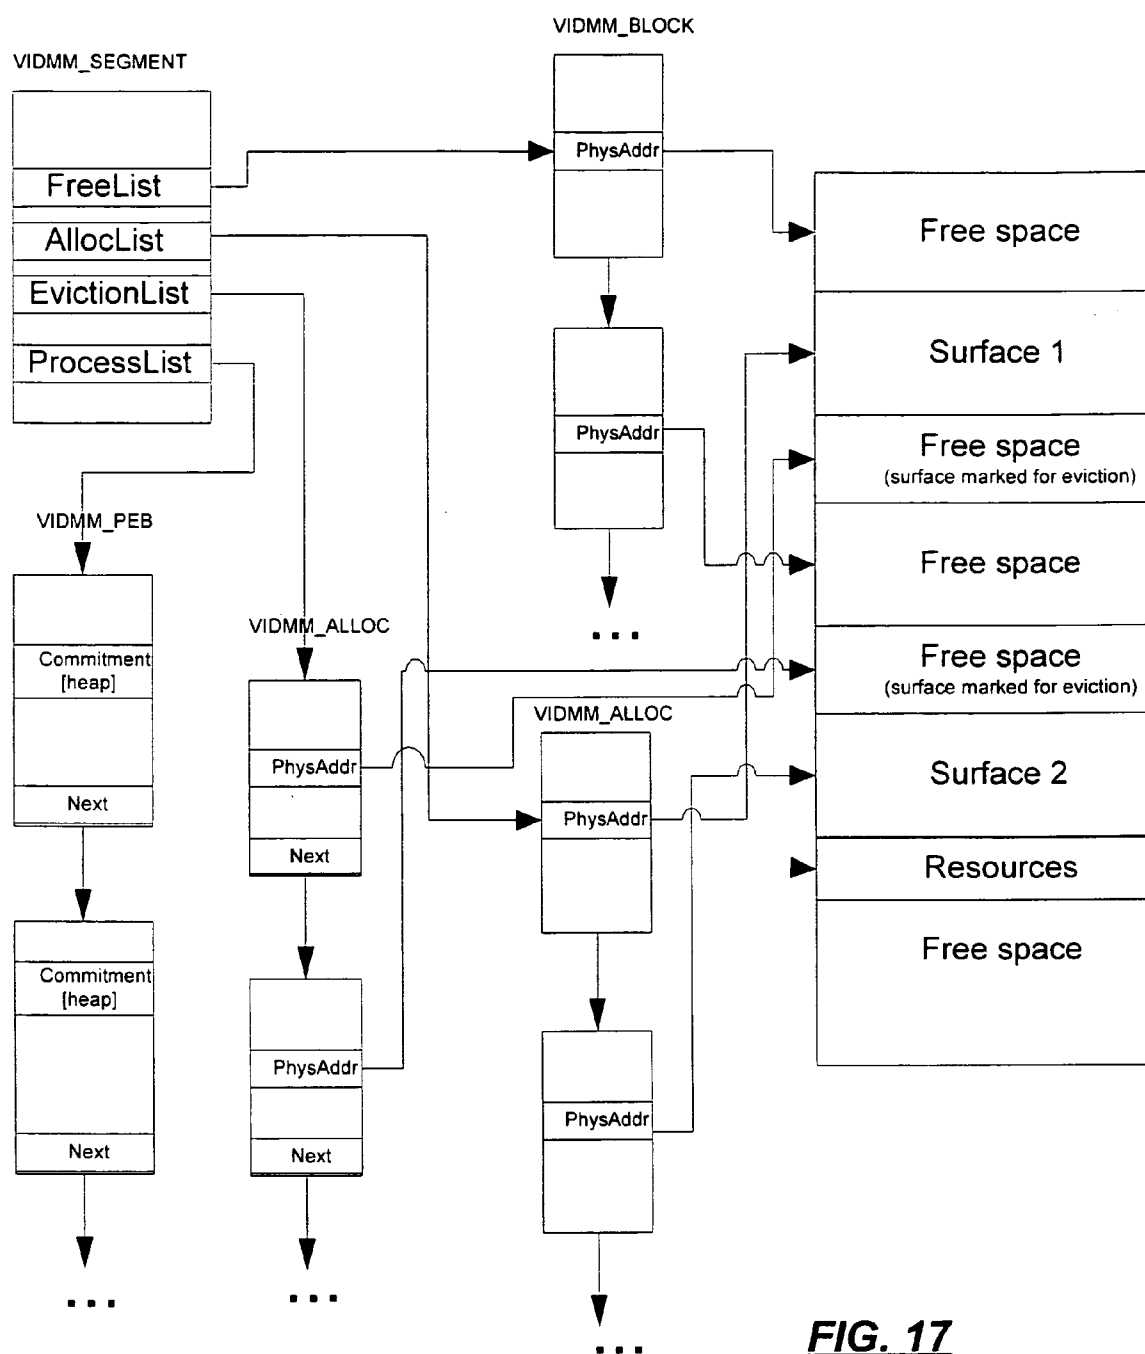 VIDMM_BLOCK
VIDMM_SEGMENT
PhysAddr
FreeList
AllocList
EvictionList
ProcessList
Free space
Surface 1
PhysAddr
Free space
(surface marked for eviction)
VIDMM_PEB
Free space
VIDMM_ALLOC
Commitment
[heap]
Free space
(surface marked for eviction)
VIDMM_ALLOC
PhysAddr
Surface 2
Next
PhysAddr
Next
Resources
Free space
Commitment
[heap]
PhysAddr
PhysAddr
Next
Next
...
...
...
...
FIG. 17